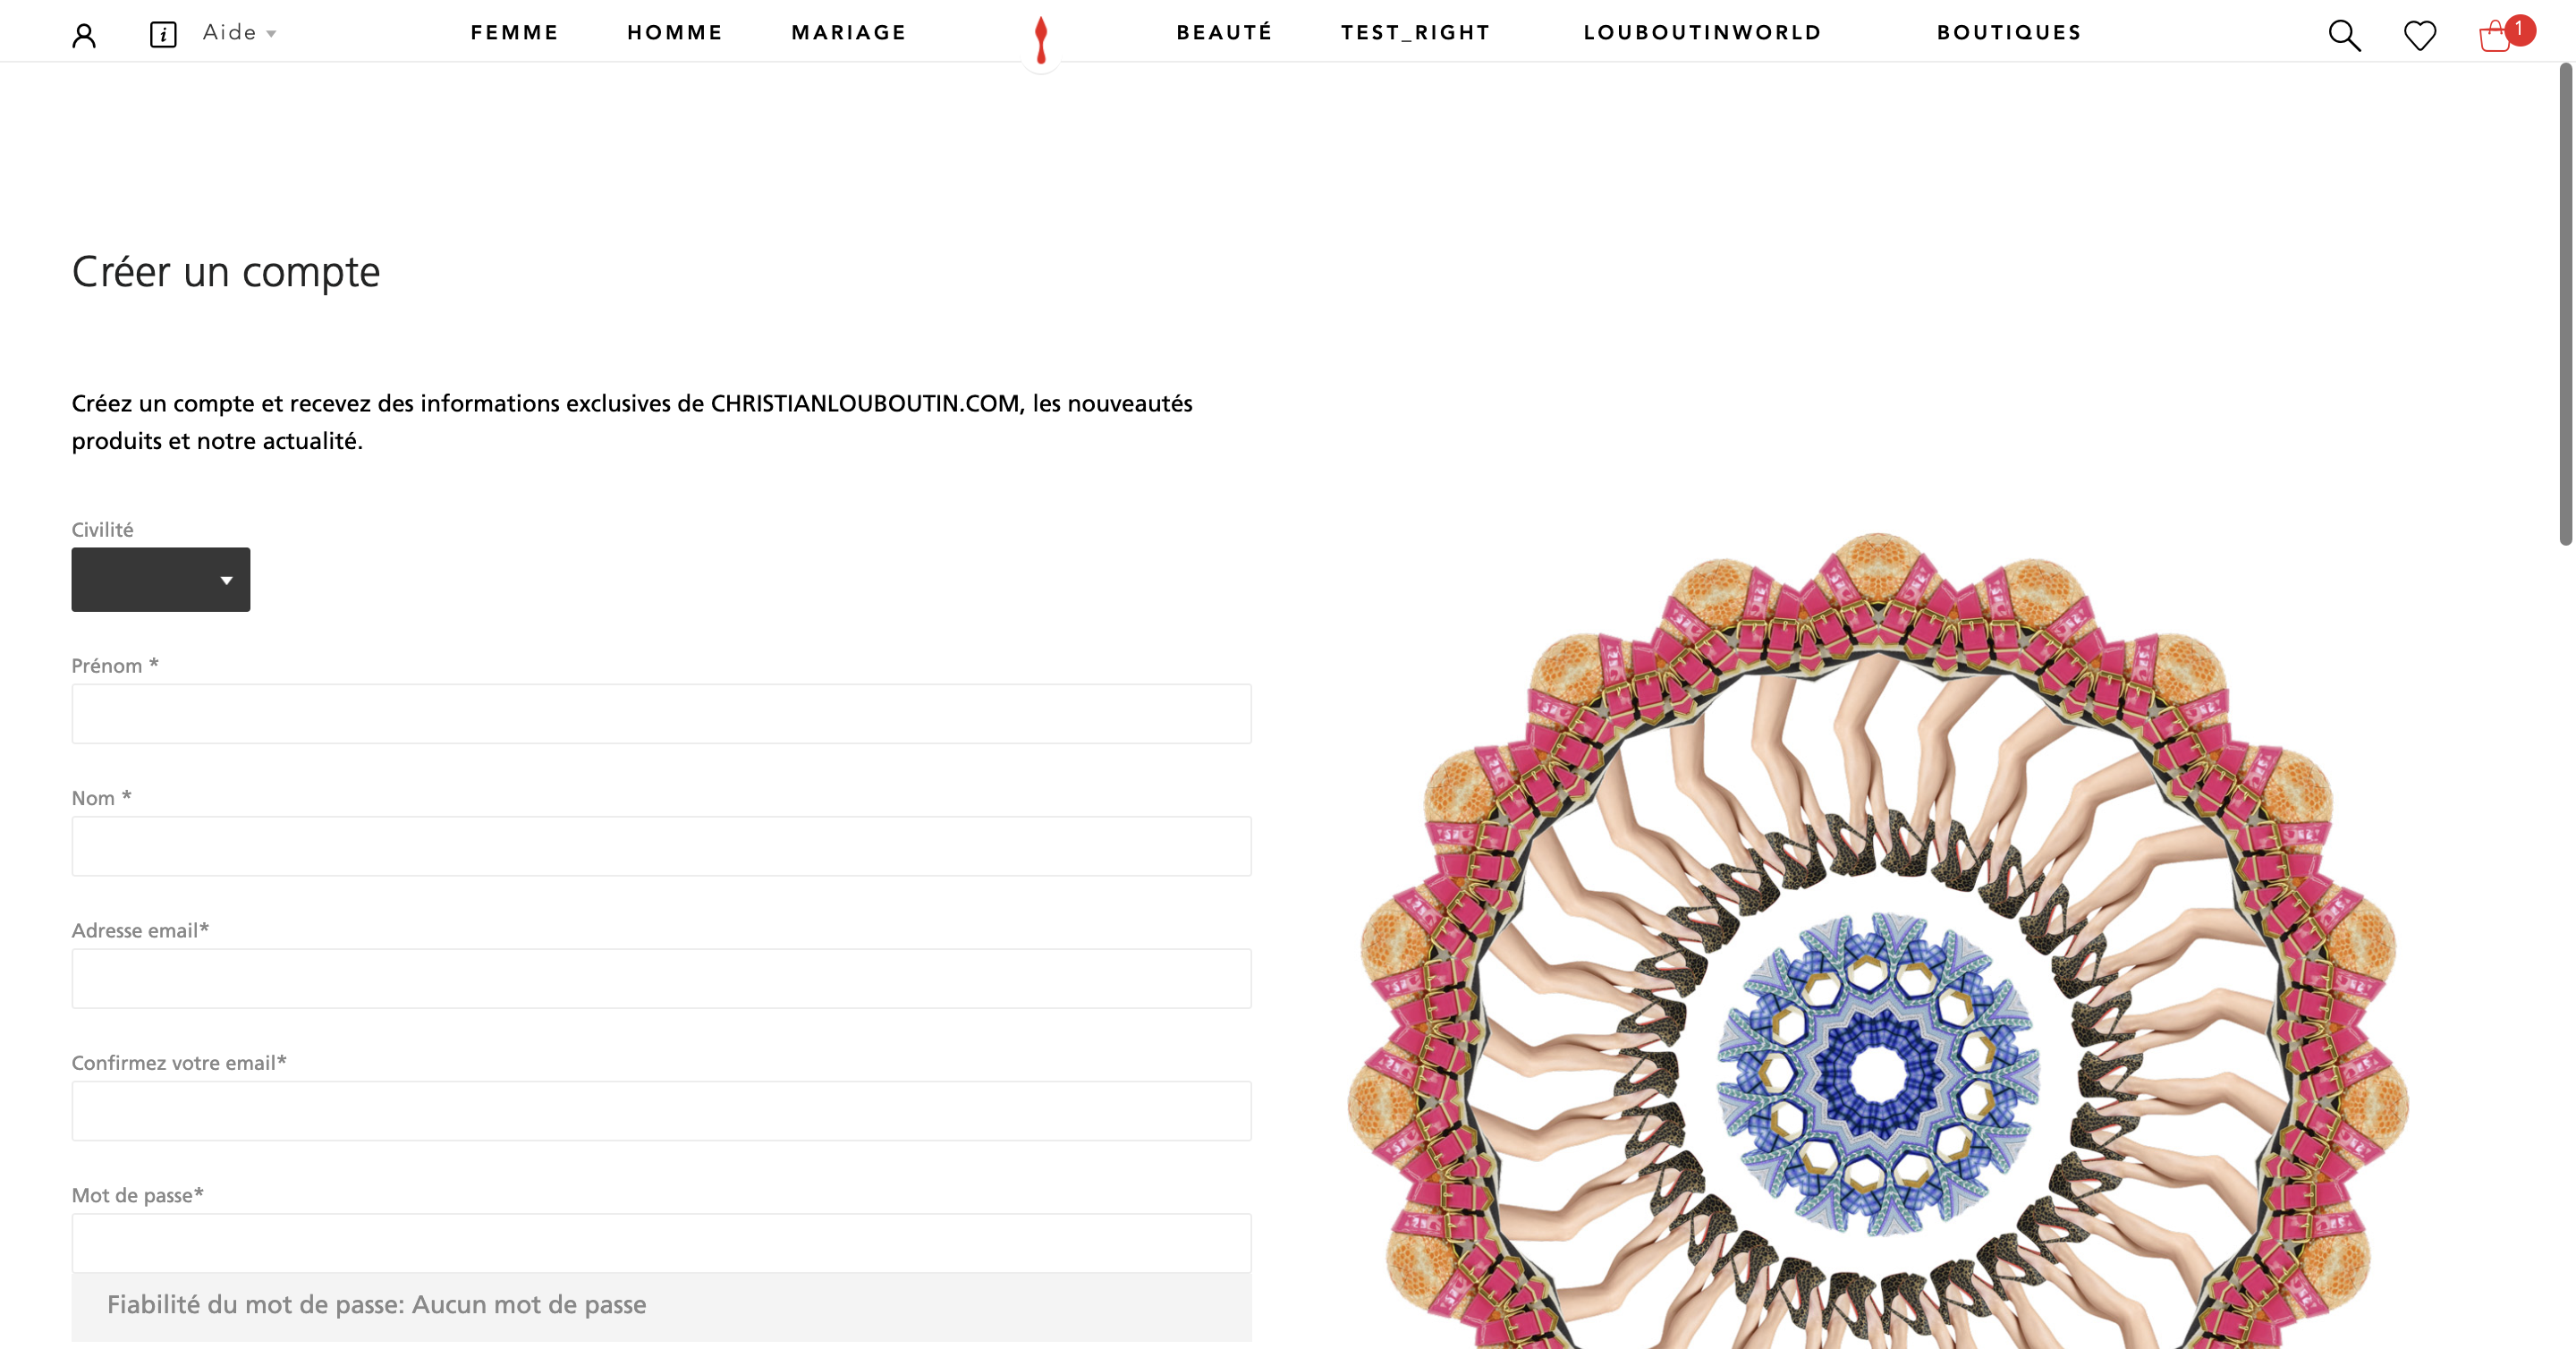 Aide
FEMME
HOMME
MARIAGE
BEAUTÉ
TEST_RIGHT
LOUBOUTINWORLD
BOUTIQUES
1
Créer un compte
Créez un compte et recevez des informations exclusives de CHRISTIANLOUBOUTIN.COM, les nouveautés
produits et notre actualité.
Civilité
Prénom *
Nom *
Adresse email*
Confirmez votre email*
Mot de passe*
Fiabilité du mot de passe: Aucun mot de passe